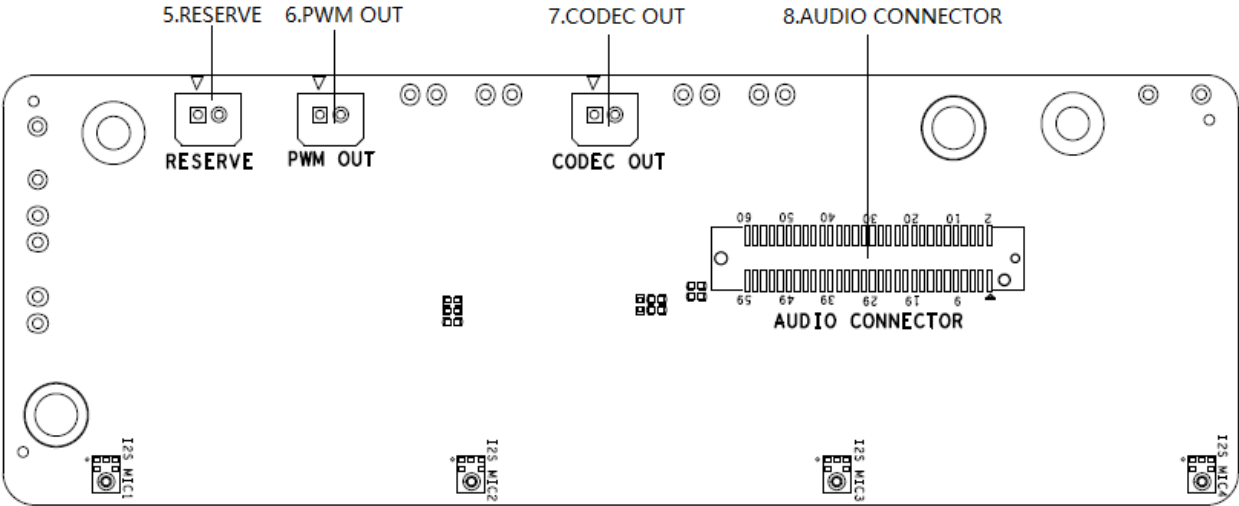 5.RESERVE 6.PWM OUT 7.CODEC OUT 8.AUDIO CONNECTOR
RESERVE PWM OUT CODEC OUT
60 50 40 30 20 10 2
59 49 39 29 19 9
AUDIO CONNECTOR
I2S MIC1 I2S MIC2 I2S MIC3 I2S MIC4